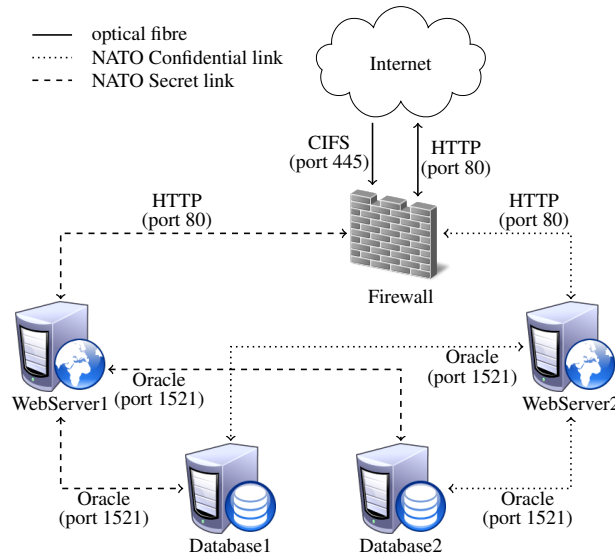 optical fibre
NATO Confidential link
NATO Secret link
Internet
CIFS
(port 445)
HTTP
(port 80)
HTTP
(port 80)
HTTP
(port 80)
Firewall
WebServer1
Oracle
(port 1521)
Oracle
(port 1521)
WebServer2
Oracle
(port 1521)
Database1
Database2
Oracle
(port 1521)